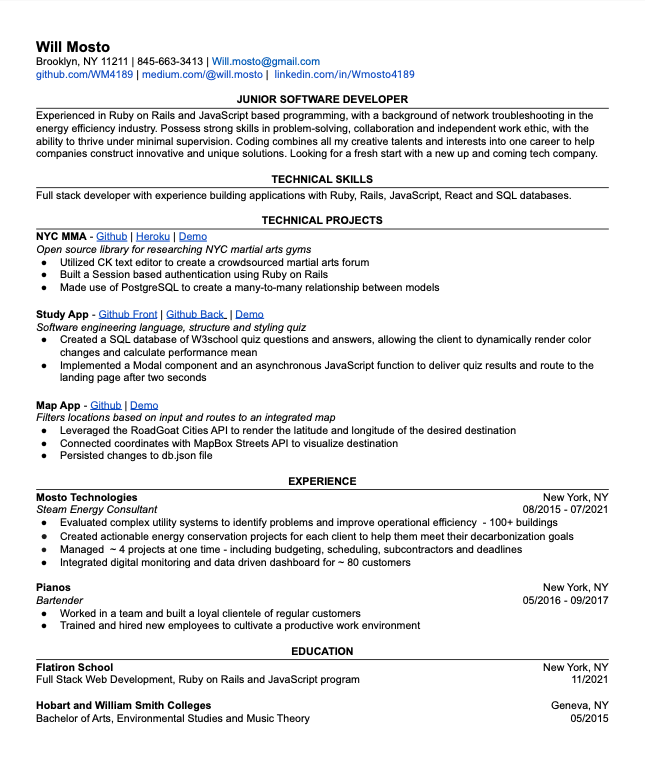 Will Mosto
Brooklyn, NY 11211 | 845-663-3413 | Will.mosto@gmail.com
github.com/WM4189 | medium.com/@will.mosto | linkedin.com/in/Wmosto4189
JUNIOR SOFTWARE DEVELOPER
Experienced in Ruby on Rails and JavaScript based programming, with a background of network troubleshooting in the
energy efficiency industry. Possess strong skills in problem-solving, collaboration and independent work ethic, with the
ability to thrive under minimal supervision. Coding combines all my creative talents and interests into one career to help
companies construct innovative and unique solutions. Looking for a fresh start with a new up and coming tech company.
TECHNICAL SKILLS
Full stack developer with experience building applications with Ruby, Rails, JavaScript, React and SQL databases.
TECHNICAL PROJECTS
NYC MMA - Github | Heroku | Demo
Open source library for researching NYC martial arts gyms
● Utilized CK text editor to create a crowdsourced martial arts forum
● Built a Session based authentication using Ruby on Rails
● Made use of PostgreSQL to create a many-to-many relationship between models
Study App - Github Front | Github Back | Demo
Software engineering language, structure and styling quiz
● Created a SQL database of W3school quiz questions and answers, allowing the client to dynamically render color
changes and calculate performance mean
● Implemented a Modal component and an asynchronous JavaScript function to deliver quiz results and route to the
landing page after two seconds
Map App - Github | Demo
Filters locations based on input and routes to an integrated map
● Leveraged the RoadGoat Cities API to render the latitude and longitude of the desired destination
● Connected coordinates with MapBox Streets API to visualize destination
● Persisted changes to db.json file
EXPERIENCE
Mosto Technologies New York, NY
Steam Energy Consultant 08/2015 - 07/2021
● Evaluated complex utility systems to identify problems and improve operational efficiency - 100+ buildings
● Created actionable energy conservation projects for each client to help them meet their decarbonization goals
● Managed ~ 4 projects at one time - including budgeting, scheduling, subcontractors and deadlines
● Integrated digital monitoring and data driven dashboard for ~ 80 customers
Pianos New York, NY
Bartender 05/2016 - 09/2017
● Worked in a team and built a loyal clientele of regular customers
● Trained and hired new employees to cultivate a productive work environment
EDUCATION
Flatiron School New York, NY
Full Stack Web Development, Ruby on Rails and JavaScript program 11/2021
Hobart and William Smith Colleges Geneva, NY
Bachelor of Arts, Environmental Studies and Music Theory 05/2015